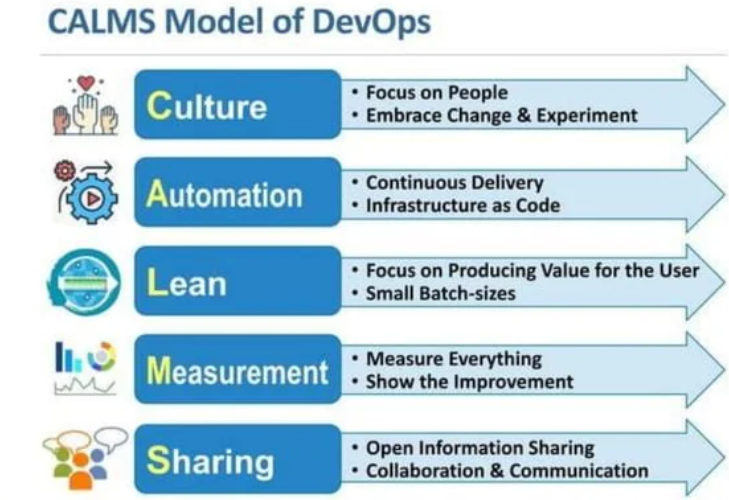 CALMS Model of DevOps
Culture
• Focus on People
• Embrace Change & Experiment
Automation
• Continuous Delivery
• Infrastructure as Code
Lean
• Focus on Producing Value for the User
• Small Batch-sizes
Measurement
• Measure Everything
• Show the Improvement
Sharing
• Open Information Sharing
• Collaboration & Communication